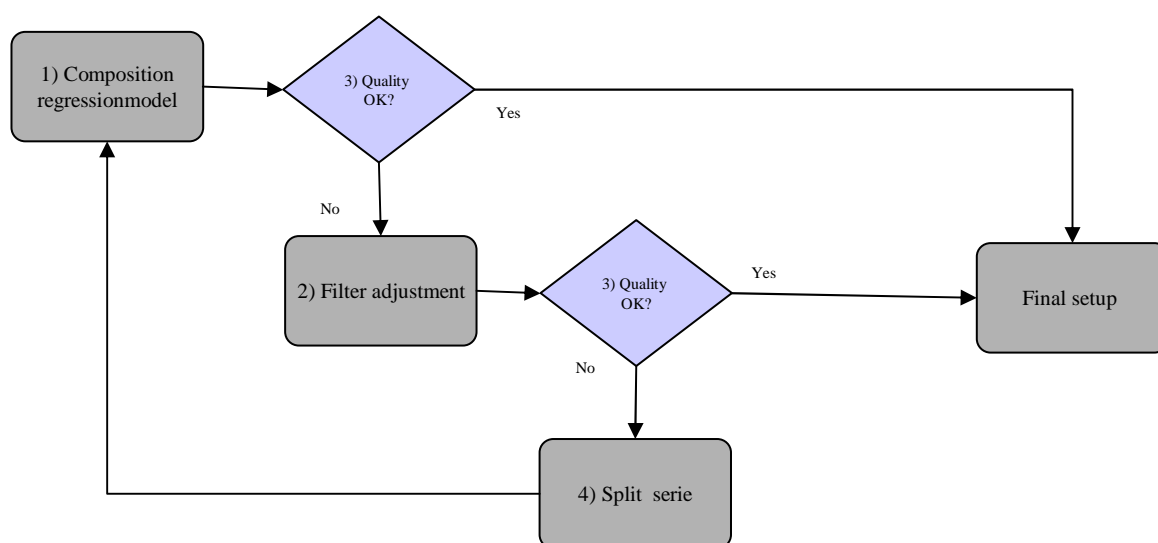 1) Composition
regressionmodel
3) Quality
OK?
Yes
No
2) Filter adjustment
3) Quality
OK?
Yes
Final setup
No
4) Split serie